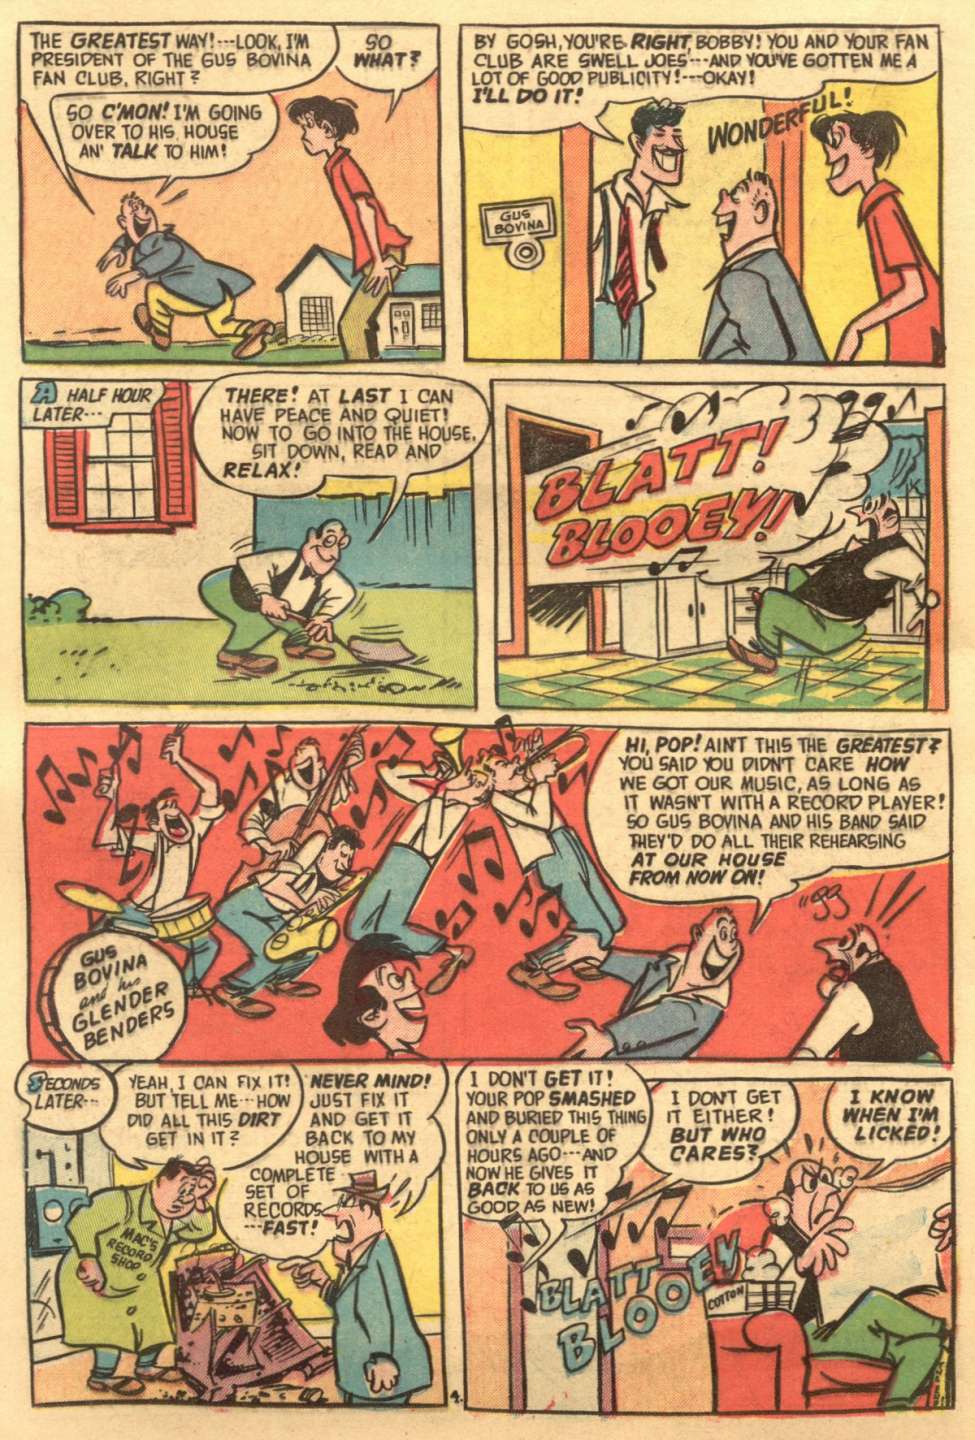 THE GREATEST WAY!---LOOK, I'M
PRESIDENT OF THE GUS BOVINA
FAN CLUB, RIGHT?
SO
WHAT?
SO C'MON! I'M GOING
OVER TO HIS HOUSE
AN' TALK TO HIM!
BY GOSH, YOU'RE RIGHT, BOBBY! YOU AND YOUR FAN
CLUB ARE SWELL JOES---AND YOU'VE GOTTEN ME A
LOT OF GOOD PUBLICITY!---OKAY!
I'LL DO IT!
WONDERFUL!
GUS
BOVINA
A HALF HOUR
LATER---
THERE! AT LAST I CAN
HAVE PEACE AND QUIET!
NOW TO GO INTO THE HOUSE,
SIT DOWN, READ AND
RELAX!
BLATT!
BLOOEY!
HI, POP! AIN'T THIS THE GREATEST?
YOU SAID YOU DIDN'T CARE HOW
WE GOT OUR MUSIC, AS LONG AS
IT WASN'T WITH A RECORD PLAYER!
SO GUS BOVINA AND HIS BAND SAID
THEY'D DO ALL THEIR REHEARSING
AT OUR HOUSE
FROM NOW ON!
GUS
BOVINA
and his
GLENDER
BENDERS
SECONDS
LATER---
YEAH, I CAN FIX IT!
BUT TELL ME---HOW
DID ALL THIS DIRT
GET IN IT?
NEVER MIND!
JUST FIX IT
AND GET IT
BACK TO MY
HOUSE WITH A
COMPLETE
SET OF
RECORDS
---FAST!
MAC'S
RECORD
SHOP
4
I DON'T GET IT!
YOUR POP SMASHED
AND BURIED THIS THING
ONLY A COUPLE OF
HOURS AGO---AND
NOW HE GIVES IT
BACK TO US AS
GOOD AS NEW!
I DON'T GET
IT EITHER!
BUT WHO
CARES?
I KNOW
WHEN I'M
LICKED!
BLATT
BLOOEY
BLOOEY
COTTON